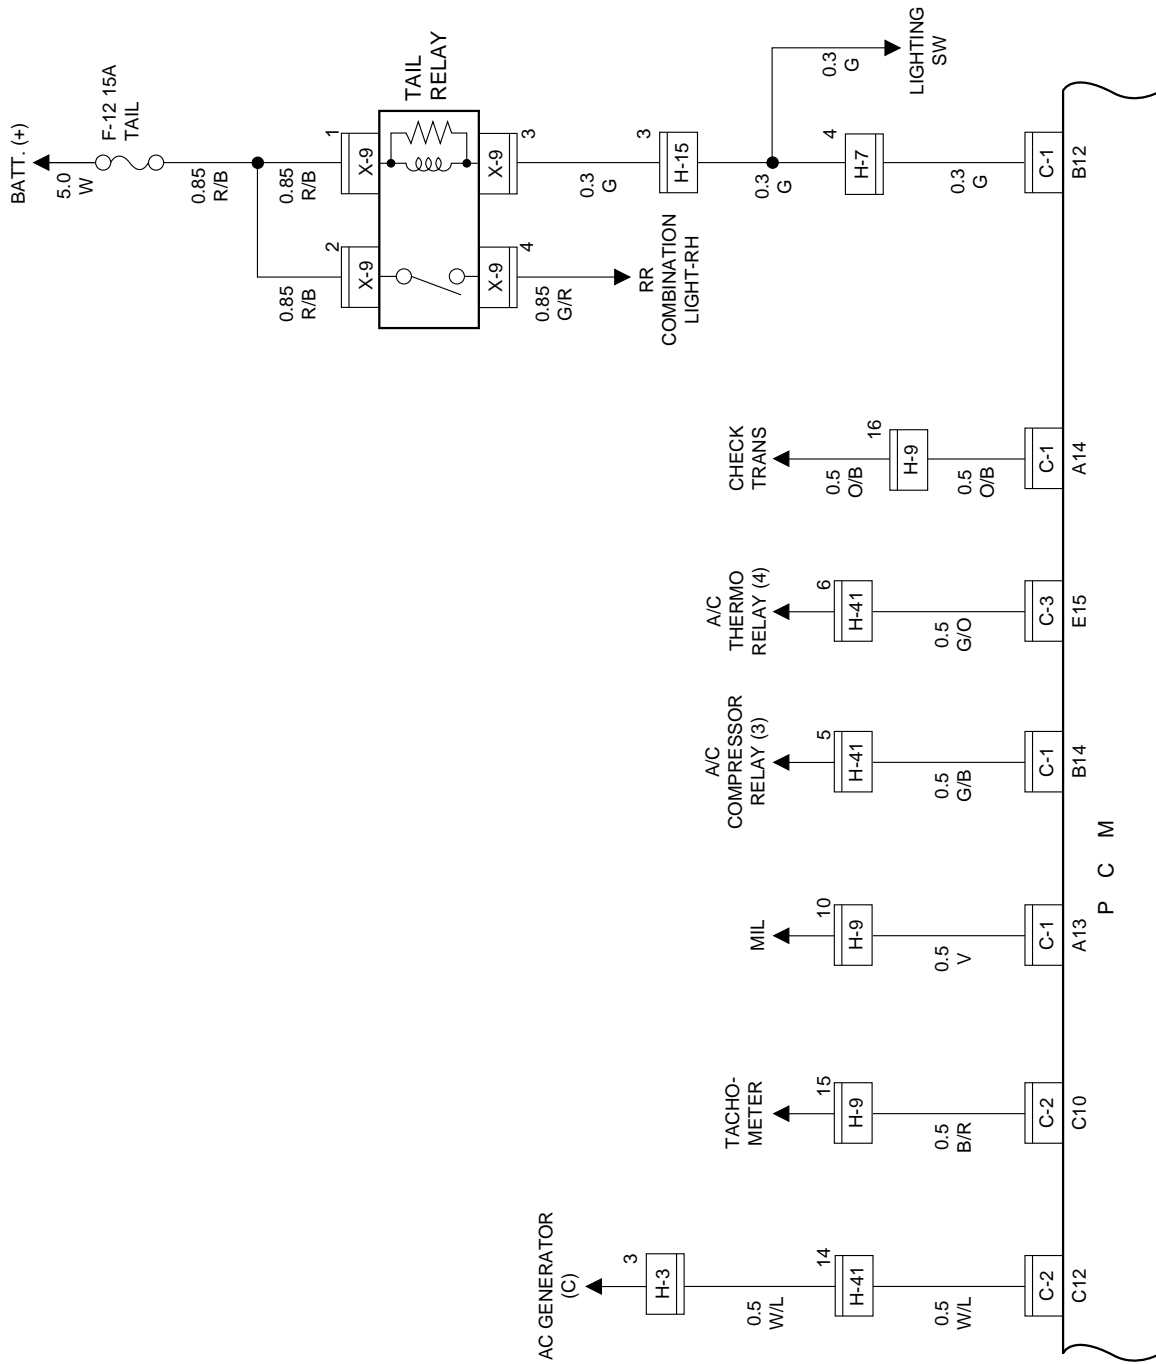 BATT. (+)
5.0
W
F-12 15A
TAIL
0.85
R/B
0.85
R/B
0.85
R/B
1
X-9
2
X-9
TAIL
RELAY
X-9
3
X-9
4
0.3
G
0.85
G/R
RR
COMBINATION
LIGHT-RH
3
H-15
0.3
G
0.3
G
LIGHTING
SW
4
H-7
0.3
G
C-1
B12
CHECK
TRANS
0.5
O/B
16
H-9
0.5
O/B
C-1
A14
A/C
THERMO
RELAY (4)
6
H-41
0.5
G/O
C-3
E15
A/C
COMPRESSOR
RELAY (3)
5
H-41
0.5
G/B
C-1
B14
MIL
10
H-9
0.5
V
C-1
A13
TACHO-
METER
15
H-9
0.5
B/R
C-2
C10
AC GENERATOR
(C)
3
H-3
0.5
W/L
14
H-41
0.5
W/L
C-2
C12
P C M